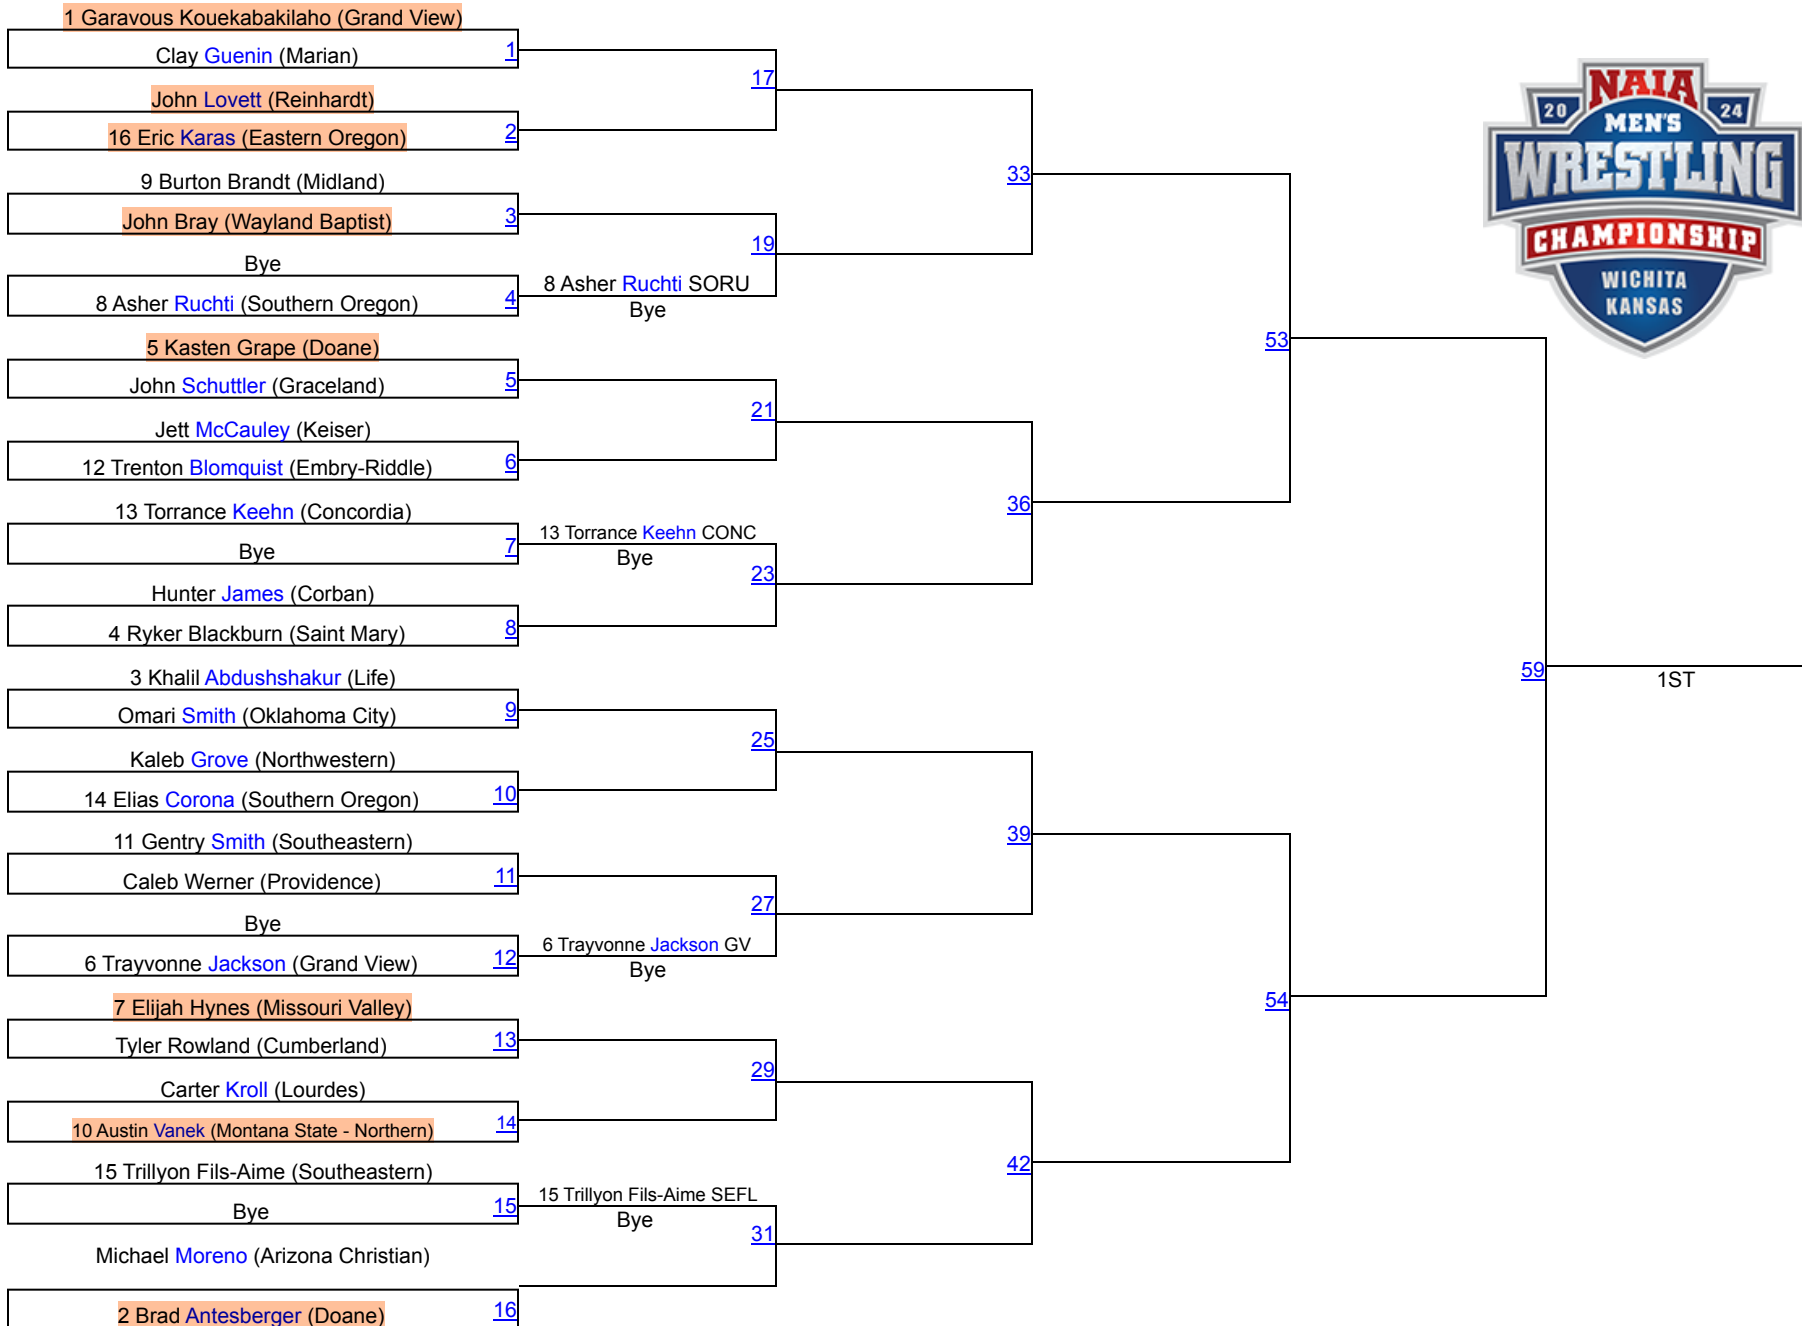 1 Garavous Kouekabakilaho (Grand View)
Clay Guenin (Marian)
1
17
John Lovett (Reinhardt)
16 Eric Karas (Eastern Oregon)
2
33
9 Burton Brandt (Midland)
John Bray (Wayland Baptist)
3
19
Bye
8 Asher Ruchti (Southern Oregon)
4
8 Asher Ruchti SORU
Bye
53
5 Kasten Grape (Doane)
John Schuttler (Graceland)
5
21
Jett McCauley (Keiser)
12 Trenton Blomquist (Embry-Riddle)
6
36
13 Torrance Keehn (Concordia)
Bye
7
13 Torrance Keehn CONC
Bye
23
Hunter James (Corban)
4 Ryker Blackburn (Saint Mary)
8
59
1ST
3 Khalil Abdushshakur (Life)
Omari Smith (Oklahoma City)
9
25
Kaleb Grove (Northwestern)
14 Elias Corona (Southern Oregon)
10
39
11 Gentry Smith (Southeastern)
Caleb Werner (Providence)
11
27
Bye
6 Trayvonne Jackson (Grand View)
12
6 Trayvonne Jackson GV
Bye
54
7 Elijah Hynes (Missouri Valley)
Tyler Rowland (Cumberland)
13
29
Carter Kroll (Lourdes)
10 Austin Vanek (Montana State - Northern)
14
42
15 Trillyon Fils-Aime (Southeastern)
Bye
15
15 Trillyon Fils-Aime SEFL
Bye
31
Michael Moreno (Arizona Christian)
2 Brad Antesberger (Doane)
16
NAIA
20 24
MEN'S
WRESTLING
CHAMPIONSHIP
WICHITA
KANSAS